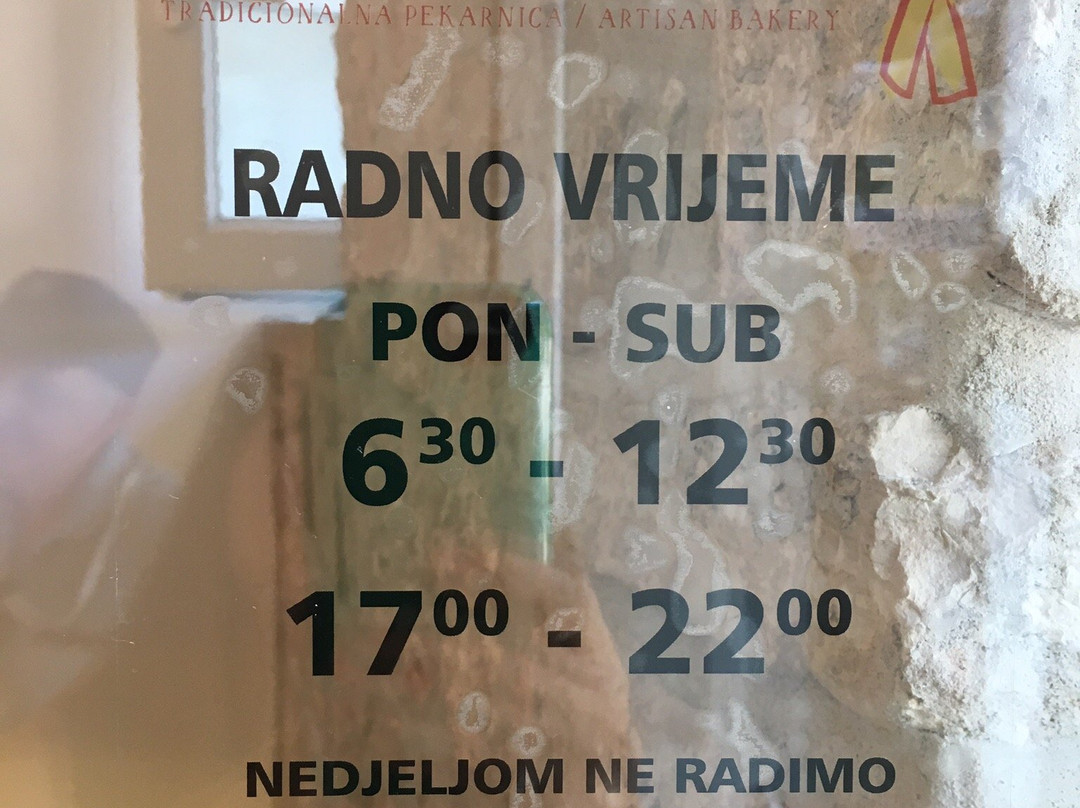 TRADICIONALNA PEKARNICA / ARTISAN BAKERY
RADNO VRIJEME
PON - SUB
6³⁰ - 12³⁰
17⁰⁰ - 22⁰⁰
NEDJELJOM NE RADIMO